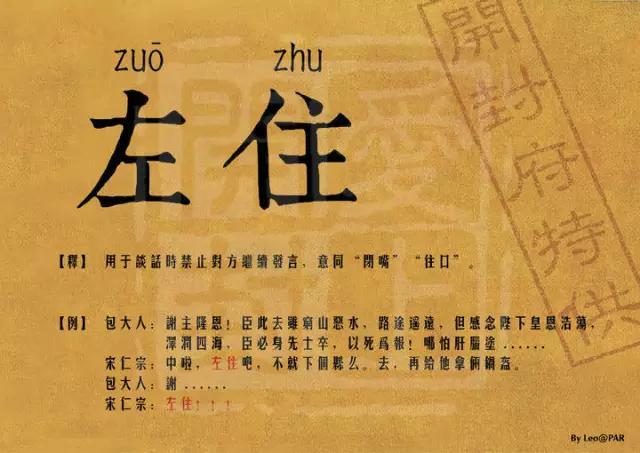 zuō zhu
左住
開封府特供
【釋】 用于談話時禁止對方繼續發言，意同“閉嘴”“住口”。
【例】 包大人：謝主隆恩！臣此去雖窮山惡水，路途遙遠，但感念陛下皇恩浩蕩，
澤潤四海，臣必身先士卒，以死爲報！哪怕肝腦塗......
宋仁宗：中啦，左住吧，不就下個縣么。去，再給他拿倆鍋蓋。
包大人：謝......
宋仁宗：左住！！！
By Leo@PAR